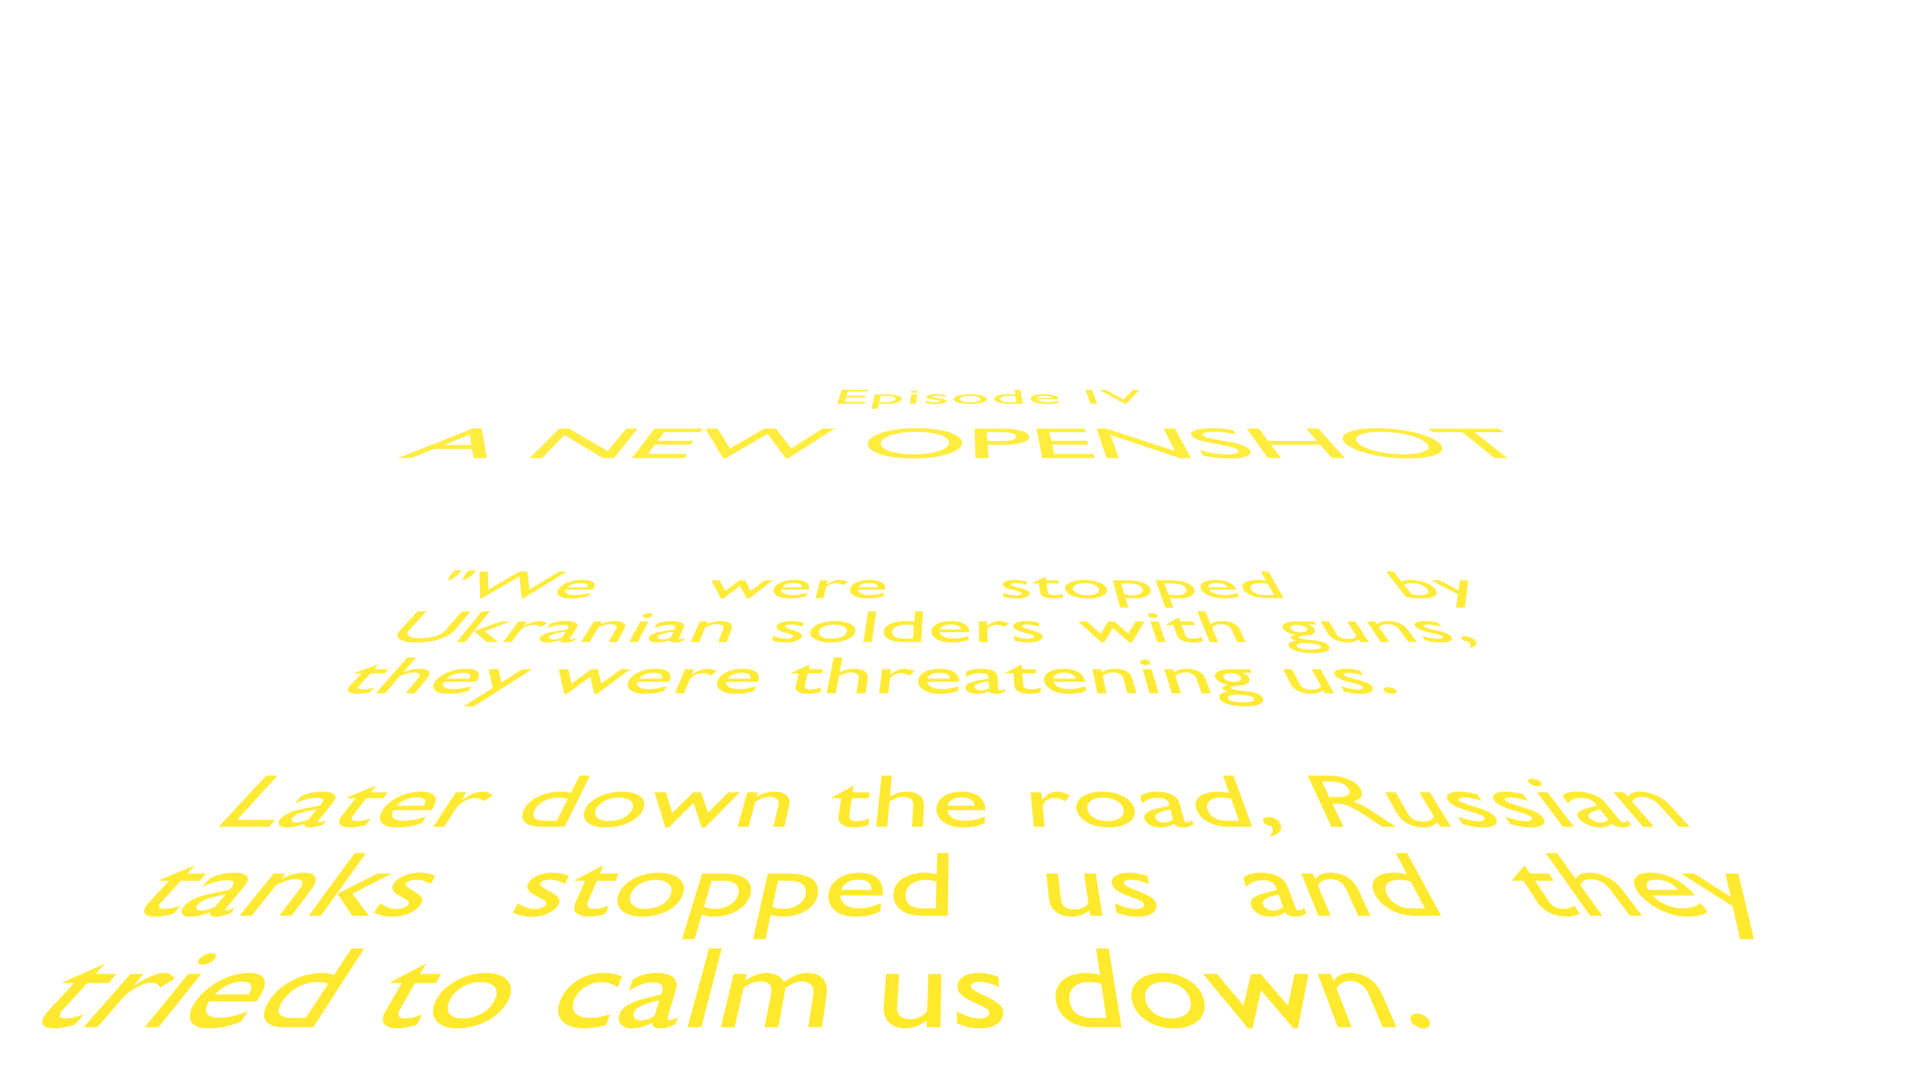 Episode IV
A NEW OPENSHOT
"We were stopped by
Ukranian solders with guns,
they were threatening us.
Later down the road, Russian
tanks stopped us and they
tried to calm us down.